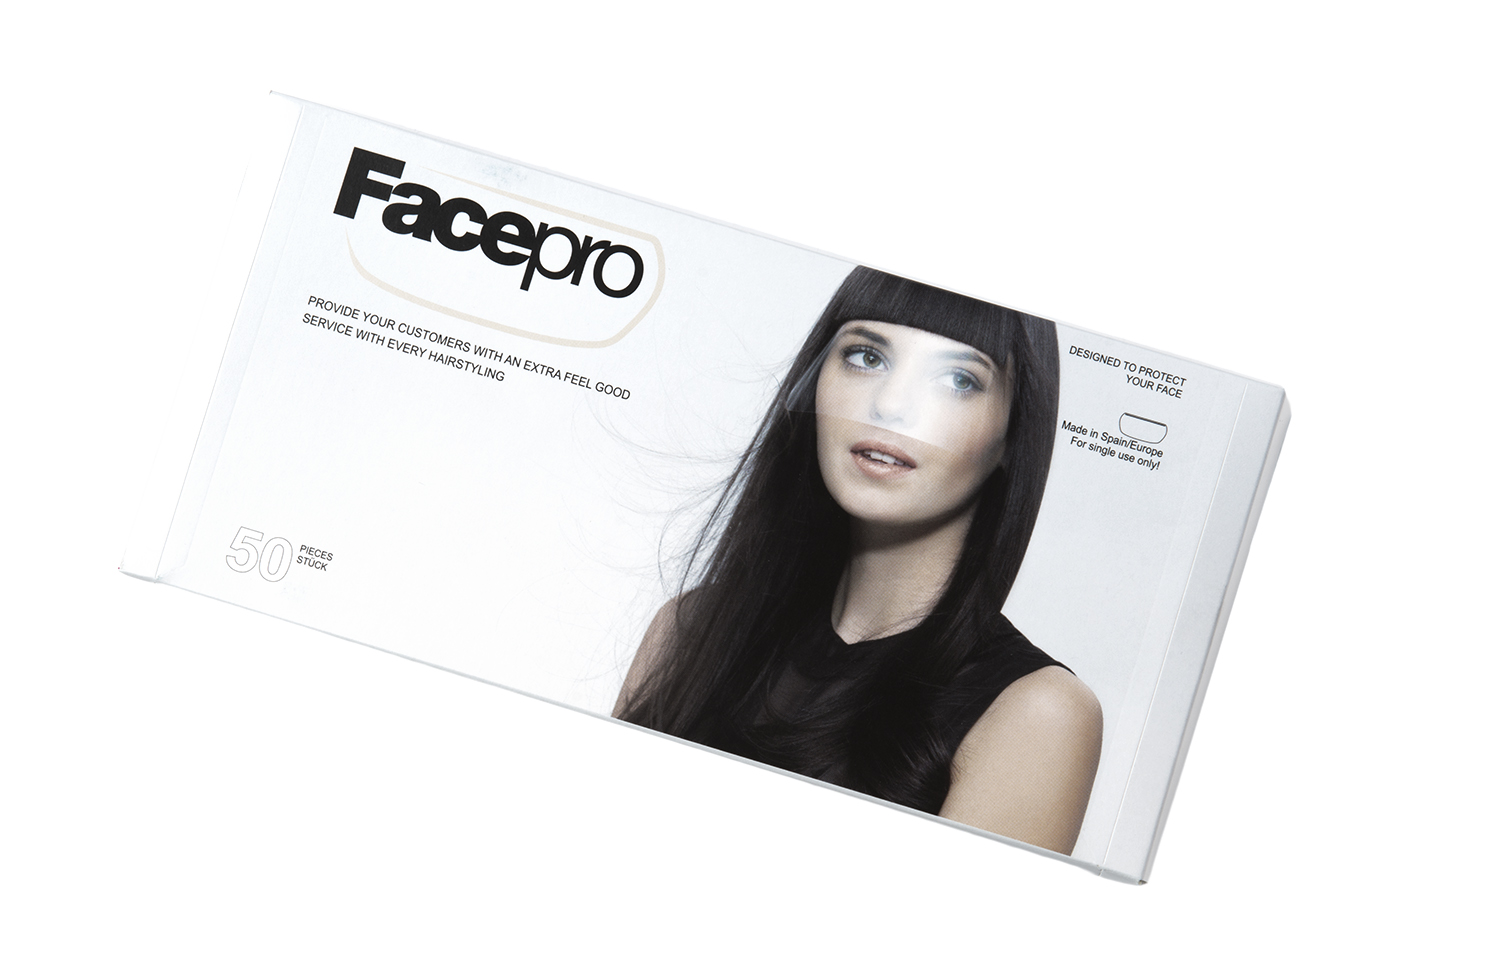 Facepro
PROVIDE YOUR CUSTOMERS WITH AN EXTRA FEEL GOOD
SERVICE WITH EVERY HAIRSTYLING
DESIGNED TO PROTECT
YOUR FACE
Made in Spain/Europe
For single use only!
50 PIECES
STÜCK